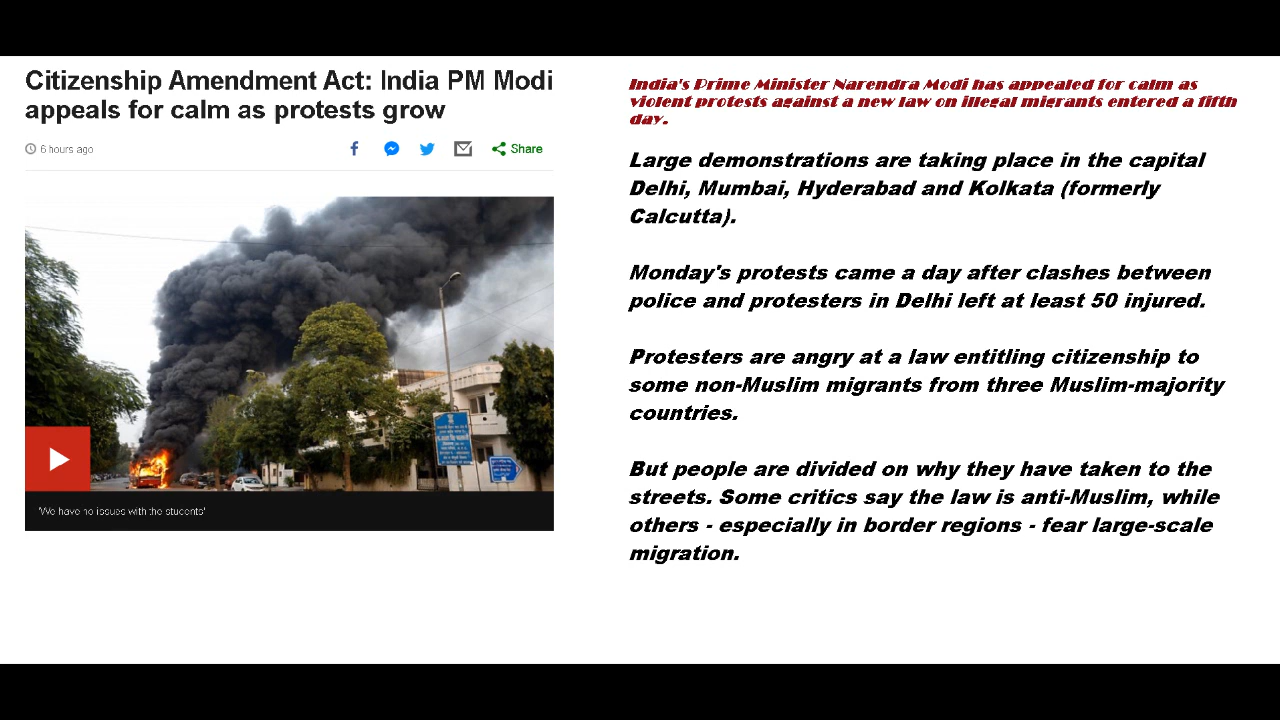 Citizenship Amendment Act: India PM Modi
appeals for calm as protests grow
6 hours ago
Share
'We have no issues with the students'
India's Prime Minister Narendra Modi has appealed for calm as
violent protests against a new law on illegal migrants entered a fifth
day.
Large demonstrations are taking place in the capital
Delhi, Mumbai, Hyderabad and Kolkata (formerly
Calcutta).
Monday's protests came a day after clashes between
police and protesters in Delhi left at least 50 injured.
Protesters are angry at a law entitling citizenship to
some non-Muslim migrants from three Muslim-majority
countries.
But people are divided on why they have taken to the
streets. Some critics say the law is anti-Muslim, while
others - especially in border regions - fear large-scale
migration.